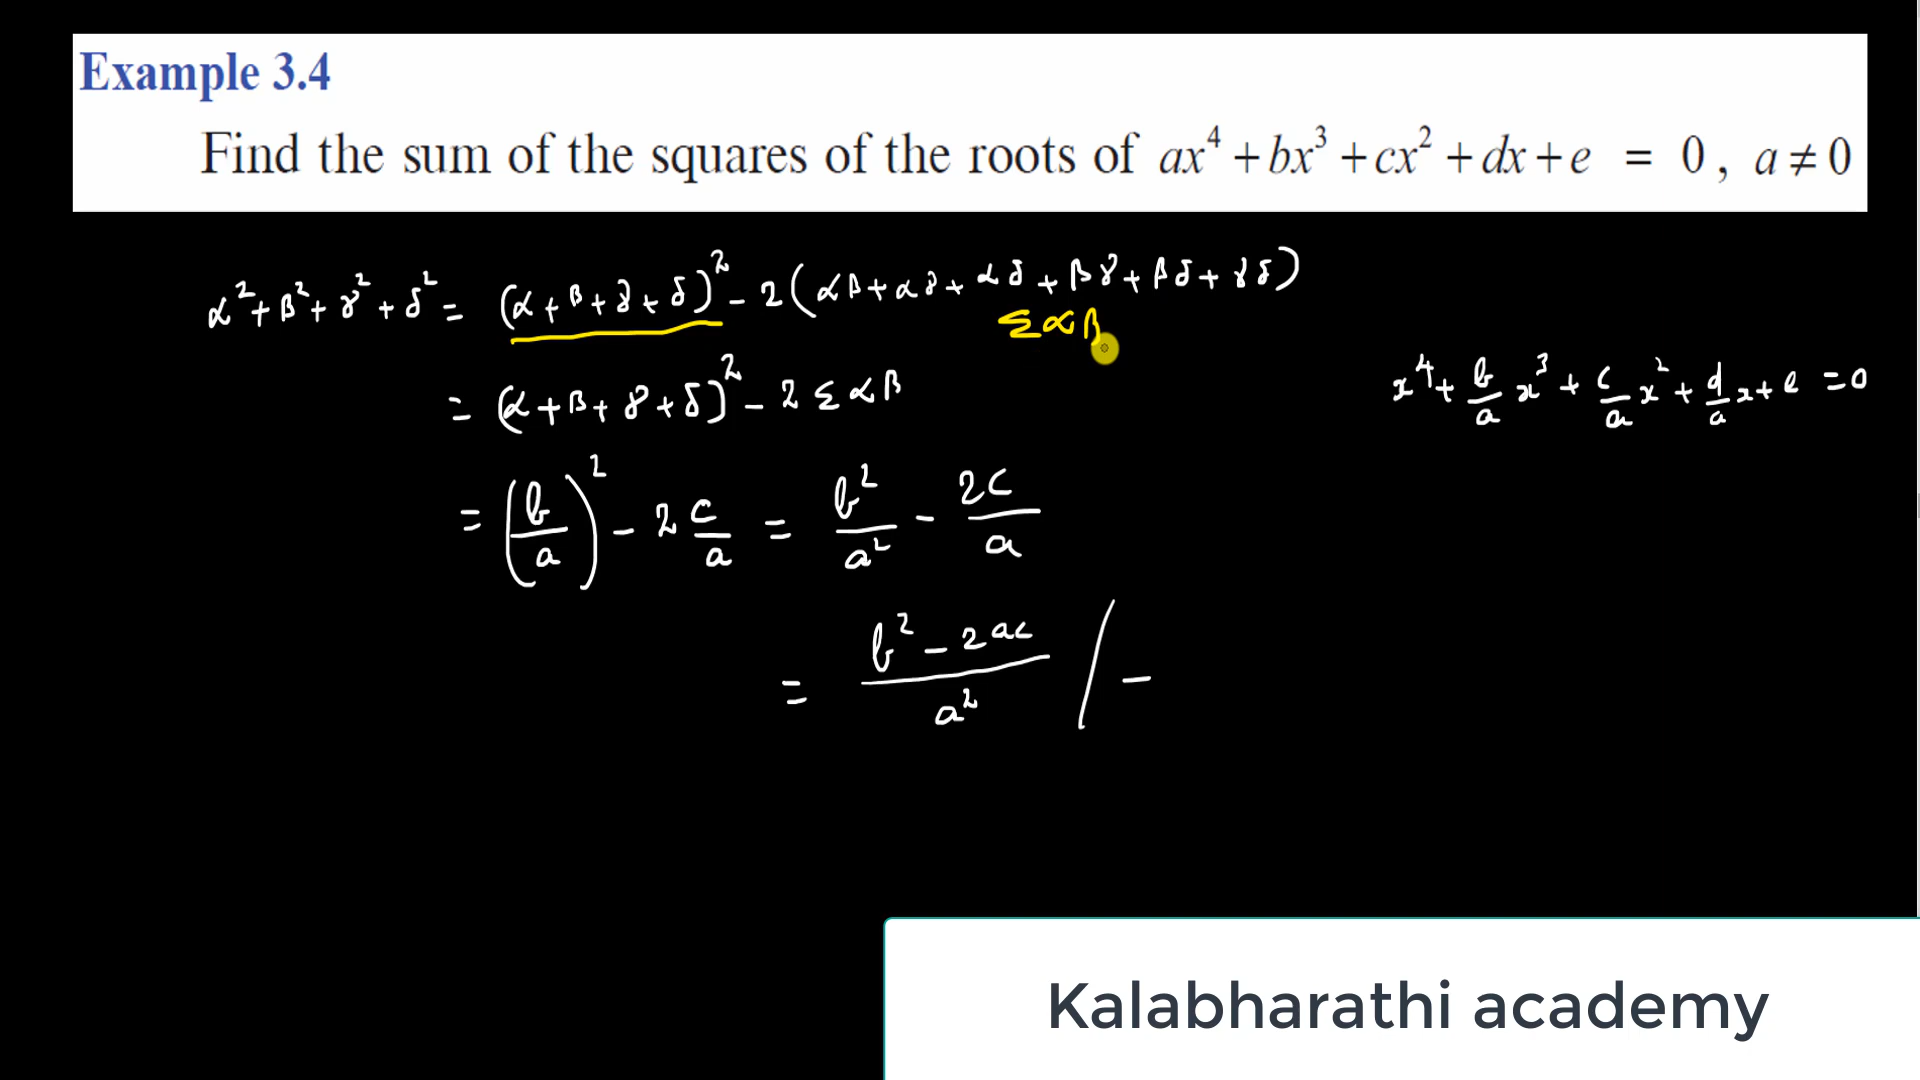 Example 3.4
Find the sum of the squares of the roots of ax⁴ + bx³ + cx² + dx + e = 0, a ≠ 0
α² + β² + γ² + δ² = (α + β + γ + δ)² - 2(αβ + αγ + αδ + βγ + βδ + γδ)
Σαβ
= (α + β + γ + δ)² - 2 Σαβ
x⁴ + b/a x³ + c/a x² + d/a x + e = 0
= (b/a)² - 2 c/a = b²/a² - 2c/a
= b² - 2ac / a² / -
Kalabharathi academy